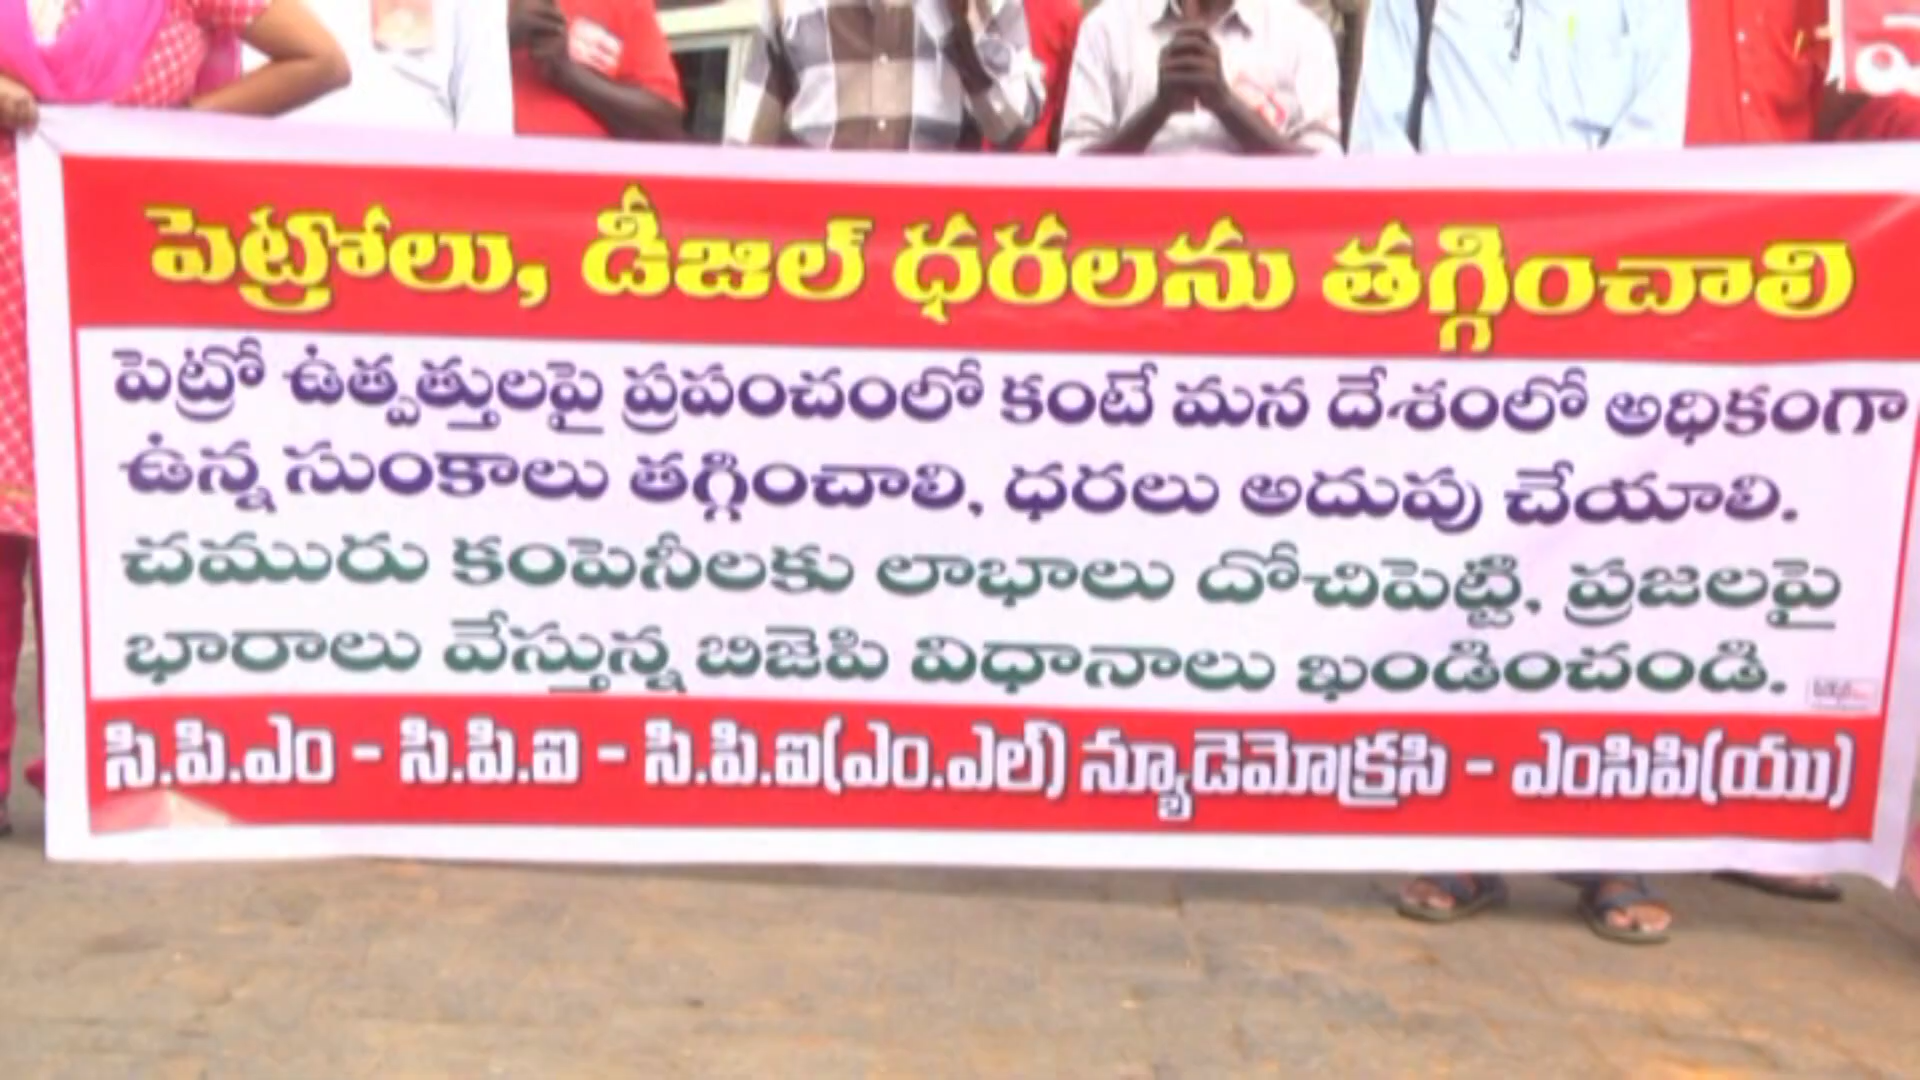 పెట్రోలు, డీజిల్ ధరలను తగ్గించాలి
పెట్రో ఉత్పత్తులపై ప్రపంచంలో కంటే మన దేశంలో అధికంగా
ఉన్న సుంకాలు తగ్గించాలి, ధరలు అదుపు చేయాలి.
చమురు కంపెనీలకు లాభాలు దోచిపెట్టి, ప్రజలపై
భారాలు వేస్తున్న బిజెపి విధానాలు ఖండించండి.
సి.పి.ఎం - సి.పి.ఐ - సి.పి.ఐ(ఎం.ఎల్) న్యూడెమోక్రసి - ఎంసిపి(యు)